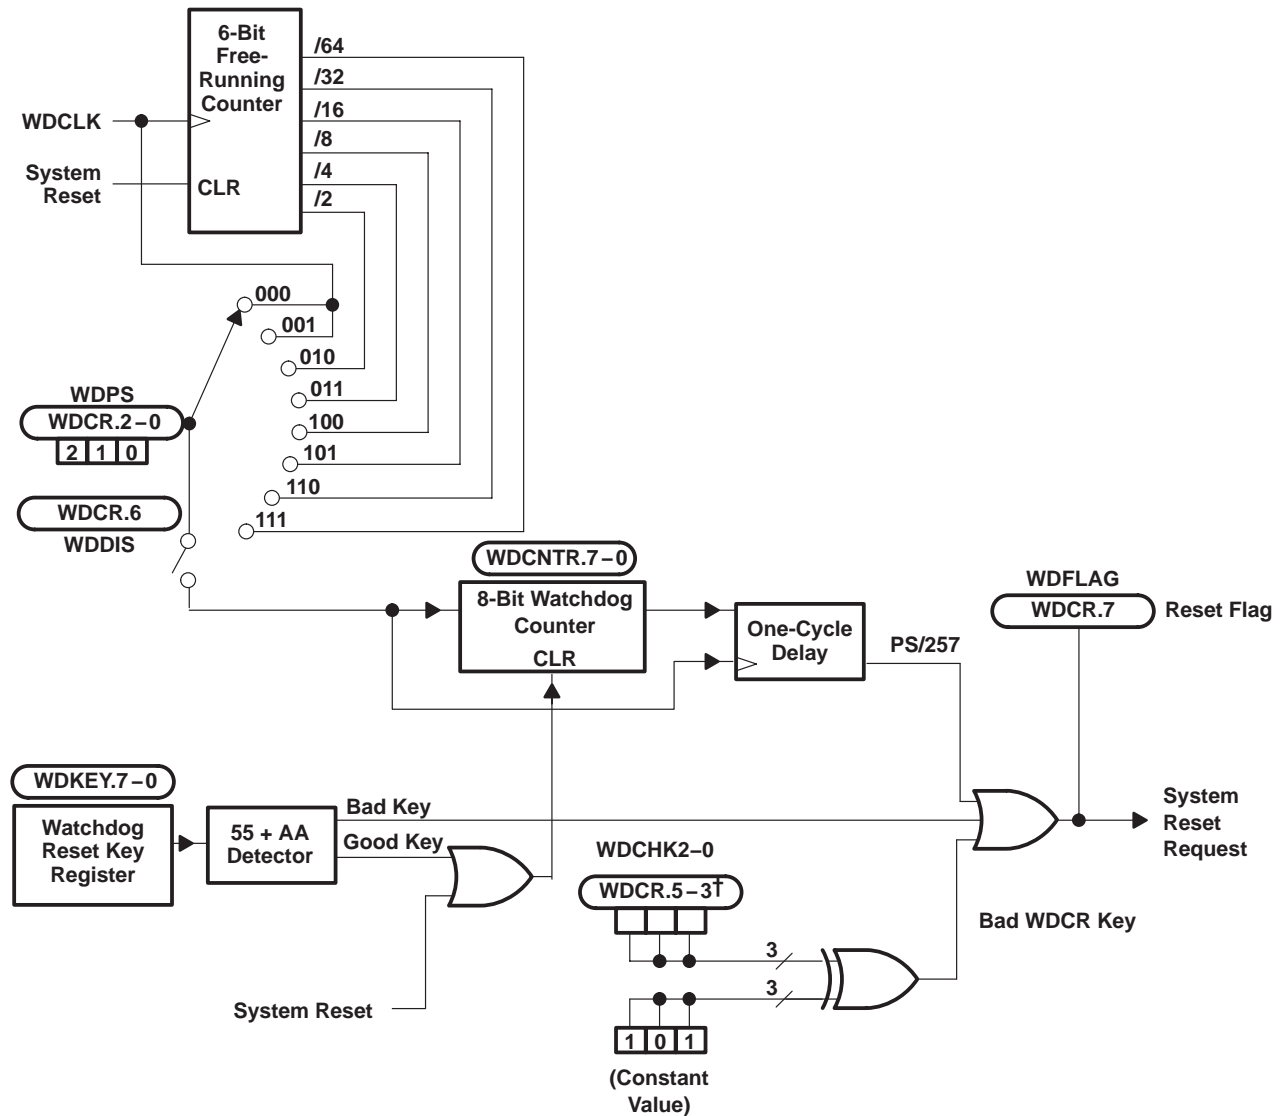 6-Bit
Free-
Running
Counter
CLR
/64
/32
/16
/8
/4
/2
WDCLK
System
Reset
000
001
010
011
100
101
110
111
WDPS
WDCR.2–0
2 1 0
WDCR.6
WDDIS
WDCNTR.7–0
8-Bit Watchdog
Counter
CLR
One-Cycle
Delay
PS/257
WDFLAG
WDCR.7
Reset Flag
WDKEY.7–0
Watchdog
Reset Key
Register
55 + AA
Detector
Bad Key
Good Key
System Reset
WDCHK2–0
WDCR.5–3†
3
3
1 0 1
(Constant
Value)
Bad WDCR Key
System
Reset
Request